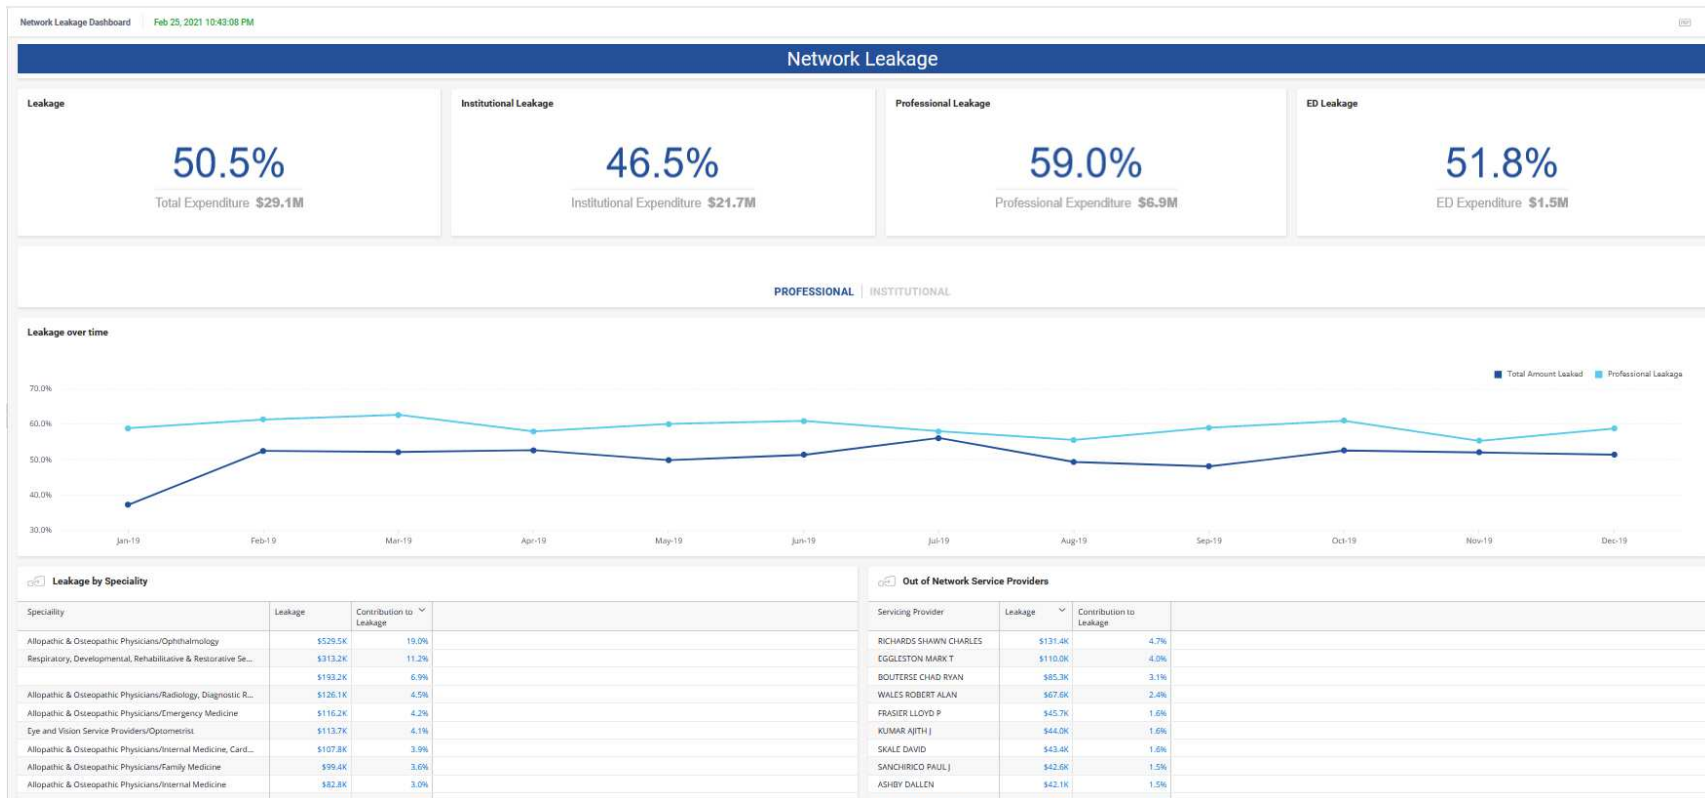 Network Leakage Dashboard Feb 25, 2021 10:43:08 PM
Network Leakage
Leakage
50.5%
Total Expenditure $29.1M
Institutional Leakage
46.5%
Institutional Expenditure $21.7M
Professional Leakage
59.0%
Professional Expenditure $6.9M
ED Leakage
51.8%
ED Expenditure $1.5M
PROFESSIONAL INSTITUTIONAL
Leakage over time
Total Amount Leaked Professional Leakage
70.0%
60.0%
50.0%
40.0%
30.0%
Jan-19 Feb-19 Mar-19 Apr-19 May-19 Jun-19 Jul-19 Aug-19 Sep-19 Oct-19 Nov-19 Dec-19
Leakage by Speciality
Speciallity Leakage Contribution to
Leakage
Allopathic & Osteopathic Physicians/Ophthalmology $529.5K 19.0%
Respiratory, Developmental, Rehabilitative & Restorative Se... $313.2K 11.2%
$193.2K 6.9%
Allopathic & Osteopathic Physicians/Radiology, Diagnostic R... $126.1K 4.5%
Allopathic & Osteopathic Physicians/Emergency Medicine $116.2K 4.2%
Eye and Vision Service Providers/Optometrist $113.7K 4.1%
Allopathic & Osteopathic Physicians/Internal Medicine, Card... $107.8K 3.9%
Allopathic & Osteopathic Physicians/Family Medicine $99.4K 3.6%
Allopathic & Osteopathic Physicians/Internal Medicine $82.8K 3.0%
Out of Network Service Providers
Servicing Provider Leakage Contribution to
Leakage
RICHARDS SHAWN CHARLES $131.4K 4.7%
EGGLESTON MARK T $110.0K 4.0%
BOUTERSE CHAD RYAN $85.3K 3.1%
WALES ROBERT ALAN $67.6K 2.4%
FRASIER LLOYD P $45.7K 1.6%
KUMAR AJITH J $44.0K 1.6%
SKALE DAVID $43.4K 1.6%
SANCHIRICO PAUL J $42.6K 1.5%
ASHBY DALLEN $42.1K 1.5%